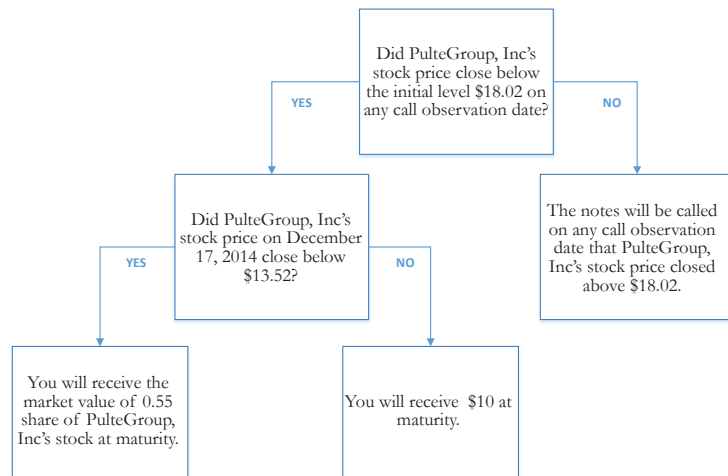 Did PulteGroup, Inc's
stock price close below
the initial level $18.02 on
any call observation date?
YES
NO
Did PulteGroup, Inc's
stock price on December
17, 2014 close below
$13.52?
The notes will be called
on any call observation
date that PulteGroup,
Inc's stock price closed
above $18.02.
YES
NO
You will receive the
market value of 0.55
share of PulteGroup,
Inc's stock at maturity.
You will receive $10 at
maturity.